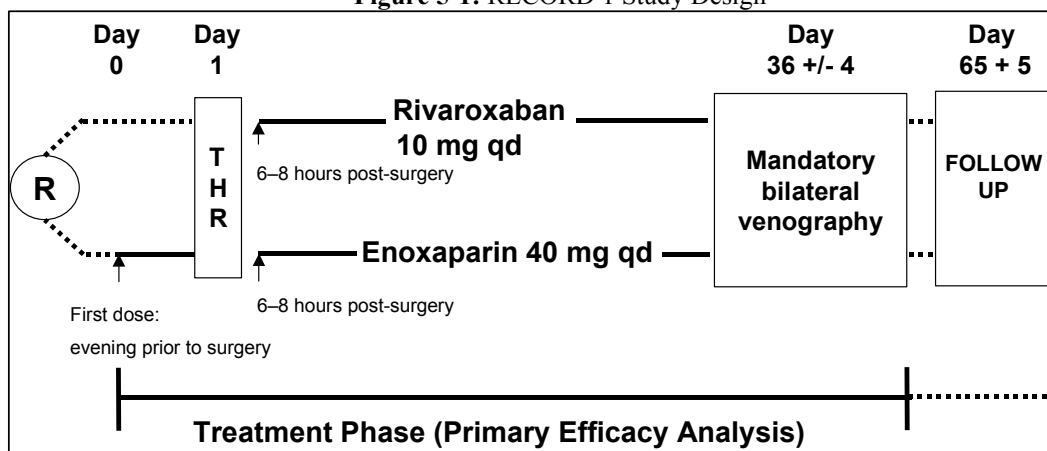 Figure 3-1: RECORD 1 Study Design
Day Day Day Day
0 1 36 +/- 4 65 + 5
R
T
H
R
Rivaroxaban
10 mg qd
6–8 hours post-surgery
Mandatory
bilateral
venography
FOLLOW
UP
Enoxaparin 40 mg qd
6–8 hours post-surgery
First dose:
evening prior to surgery
Treatment Phase (Primary Efficacy Analysis)